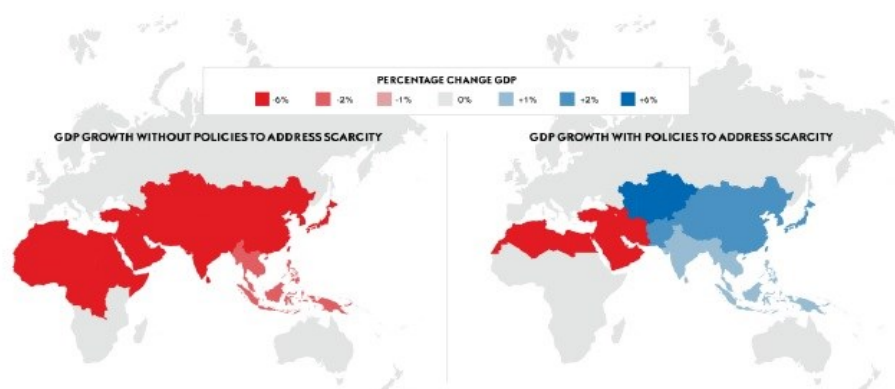 PERCENTAGE CHANGE GDP
-6% -2% -1% 0% +1% +2% +6%
GDP GROWTH WITHOUT POLICIES TO ADDRESS SCARCITY
GDP GROWTH WITH POLICIES TO ADDRESS SCARCITY